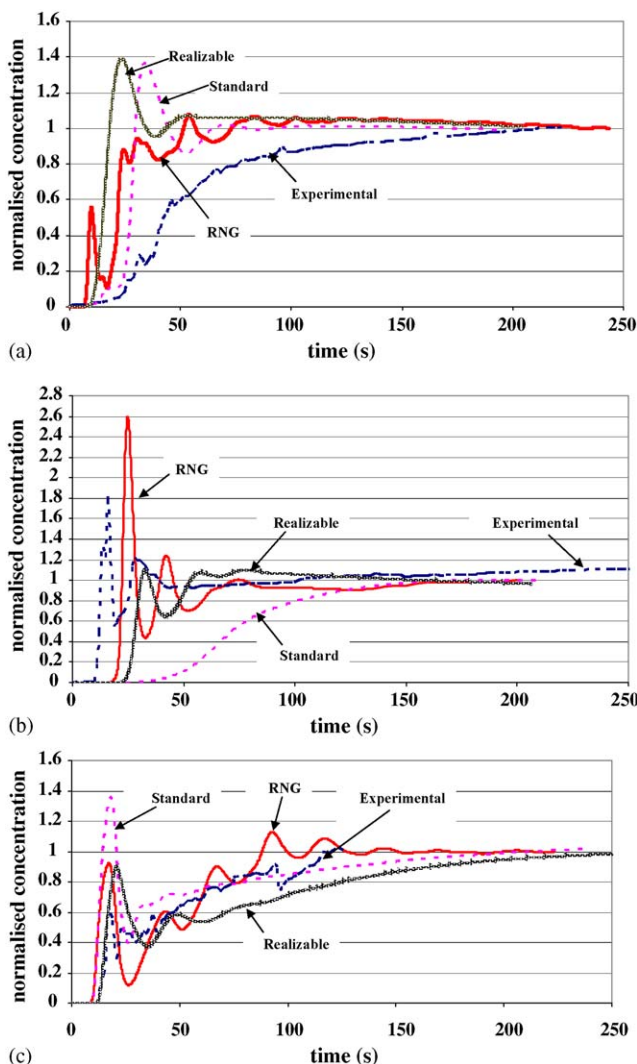 1.6
1.4
1.2
1
0.8
0.6
0.4
0.2
0
normalised concentration
Realizable
Standard
Experimental
RNG
0 50 100 150 200 250
time (s)
(a)
2.8
2.6
2.4
2.2
2
1.8
1.6
1.4
1.2
1
0.8
0.6
0.4
0.2
0
normalised concentration
RNG
Realizable
Experimental
Standard
0 50 100 150 200 250
time (s)
(b)
1.6
1.4
1.2
1
0.8
0.6
0.4
0.2
0
normalised concentration
Standard
RNG
Experimental
Realizable
0 50 100 150 200 250
time (s)
(c)